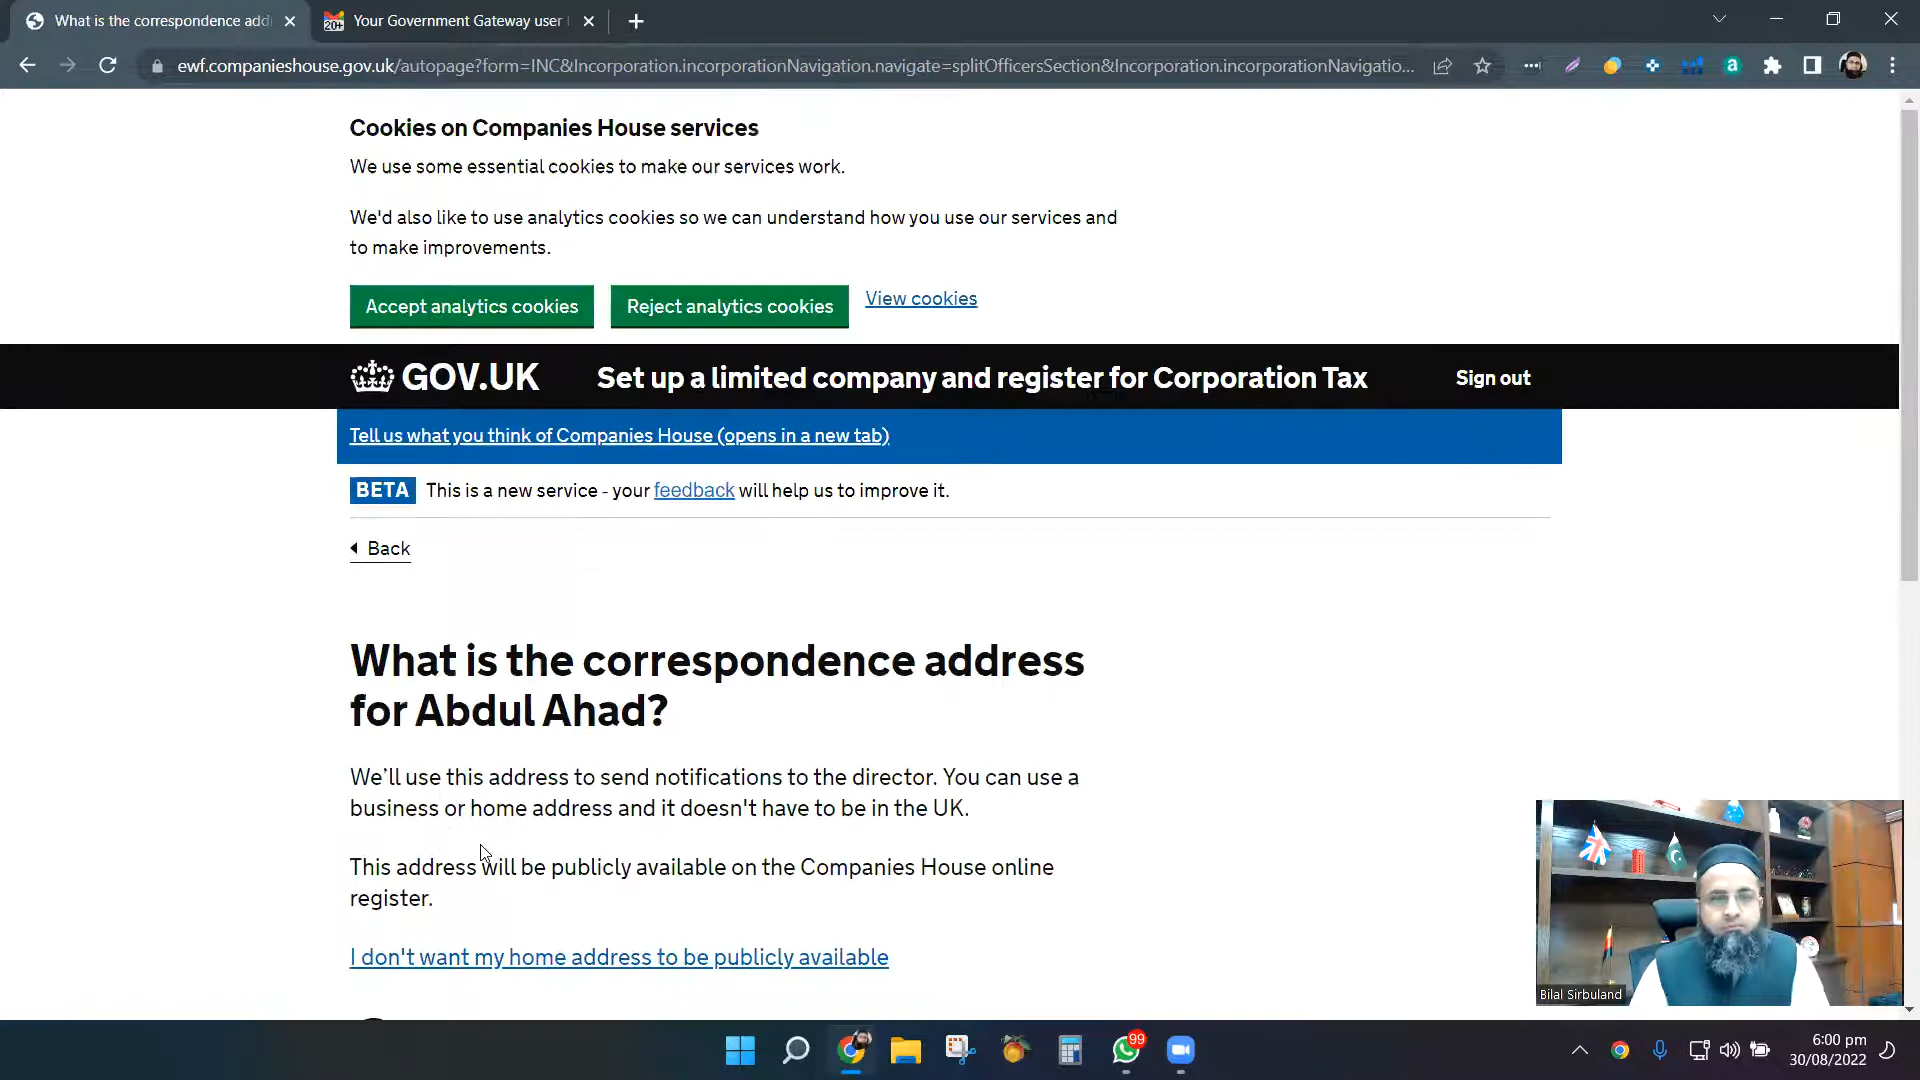 What is the correspondence add
Your Government Gateway user
ewf.companieshouse.gov.uk/autopage?form=INC&Incorporation.incorporationNavigation.navigate=splitOfficersSection&Incorporation.incorporationNavigatio...
Cookies on Companies House services
We use some essential cookies to make our services work.
We'd also like to use analytics cookies so we can understand how you use our services and
to make improvements.
Accept analytics cookies
Reject analytics cookies
View cookies
GOV.UK
Set up a limited company and register for Corporation Tax
Sign out
Tell us what you think of Companies House (opens in a new tab)
BETA This is a new service - your feedback will help us to improve it.
Back
What is the correspondence address
for Abdul Ahad?
We’ll use this address to send notifications to the director. You can use a
business or home address and it doesn't have to be in the UK.
This address will be publicly available on the Companies House online
register.
I don't want my home address to be publicly available
Bilal Sirbuland
99
6:00 pm
30/08/2022
20+
a